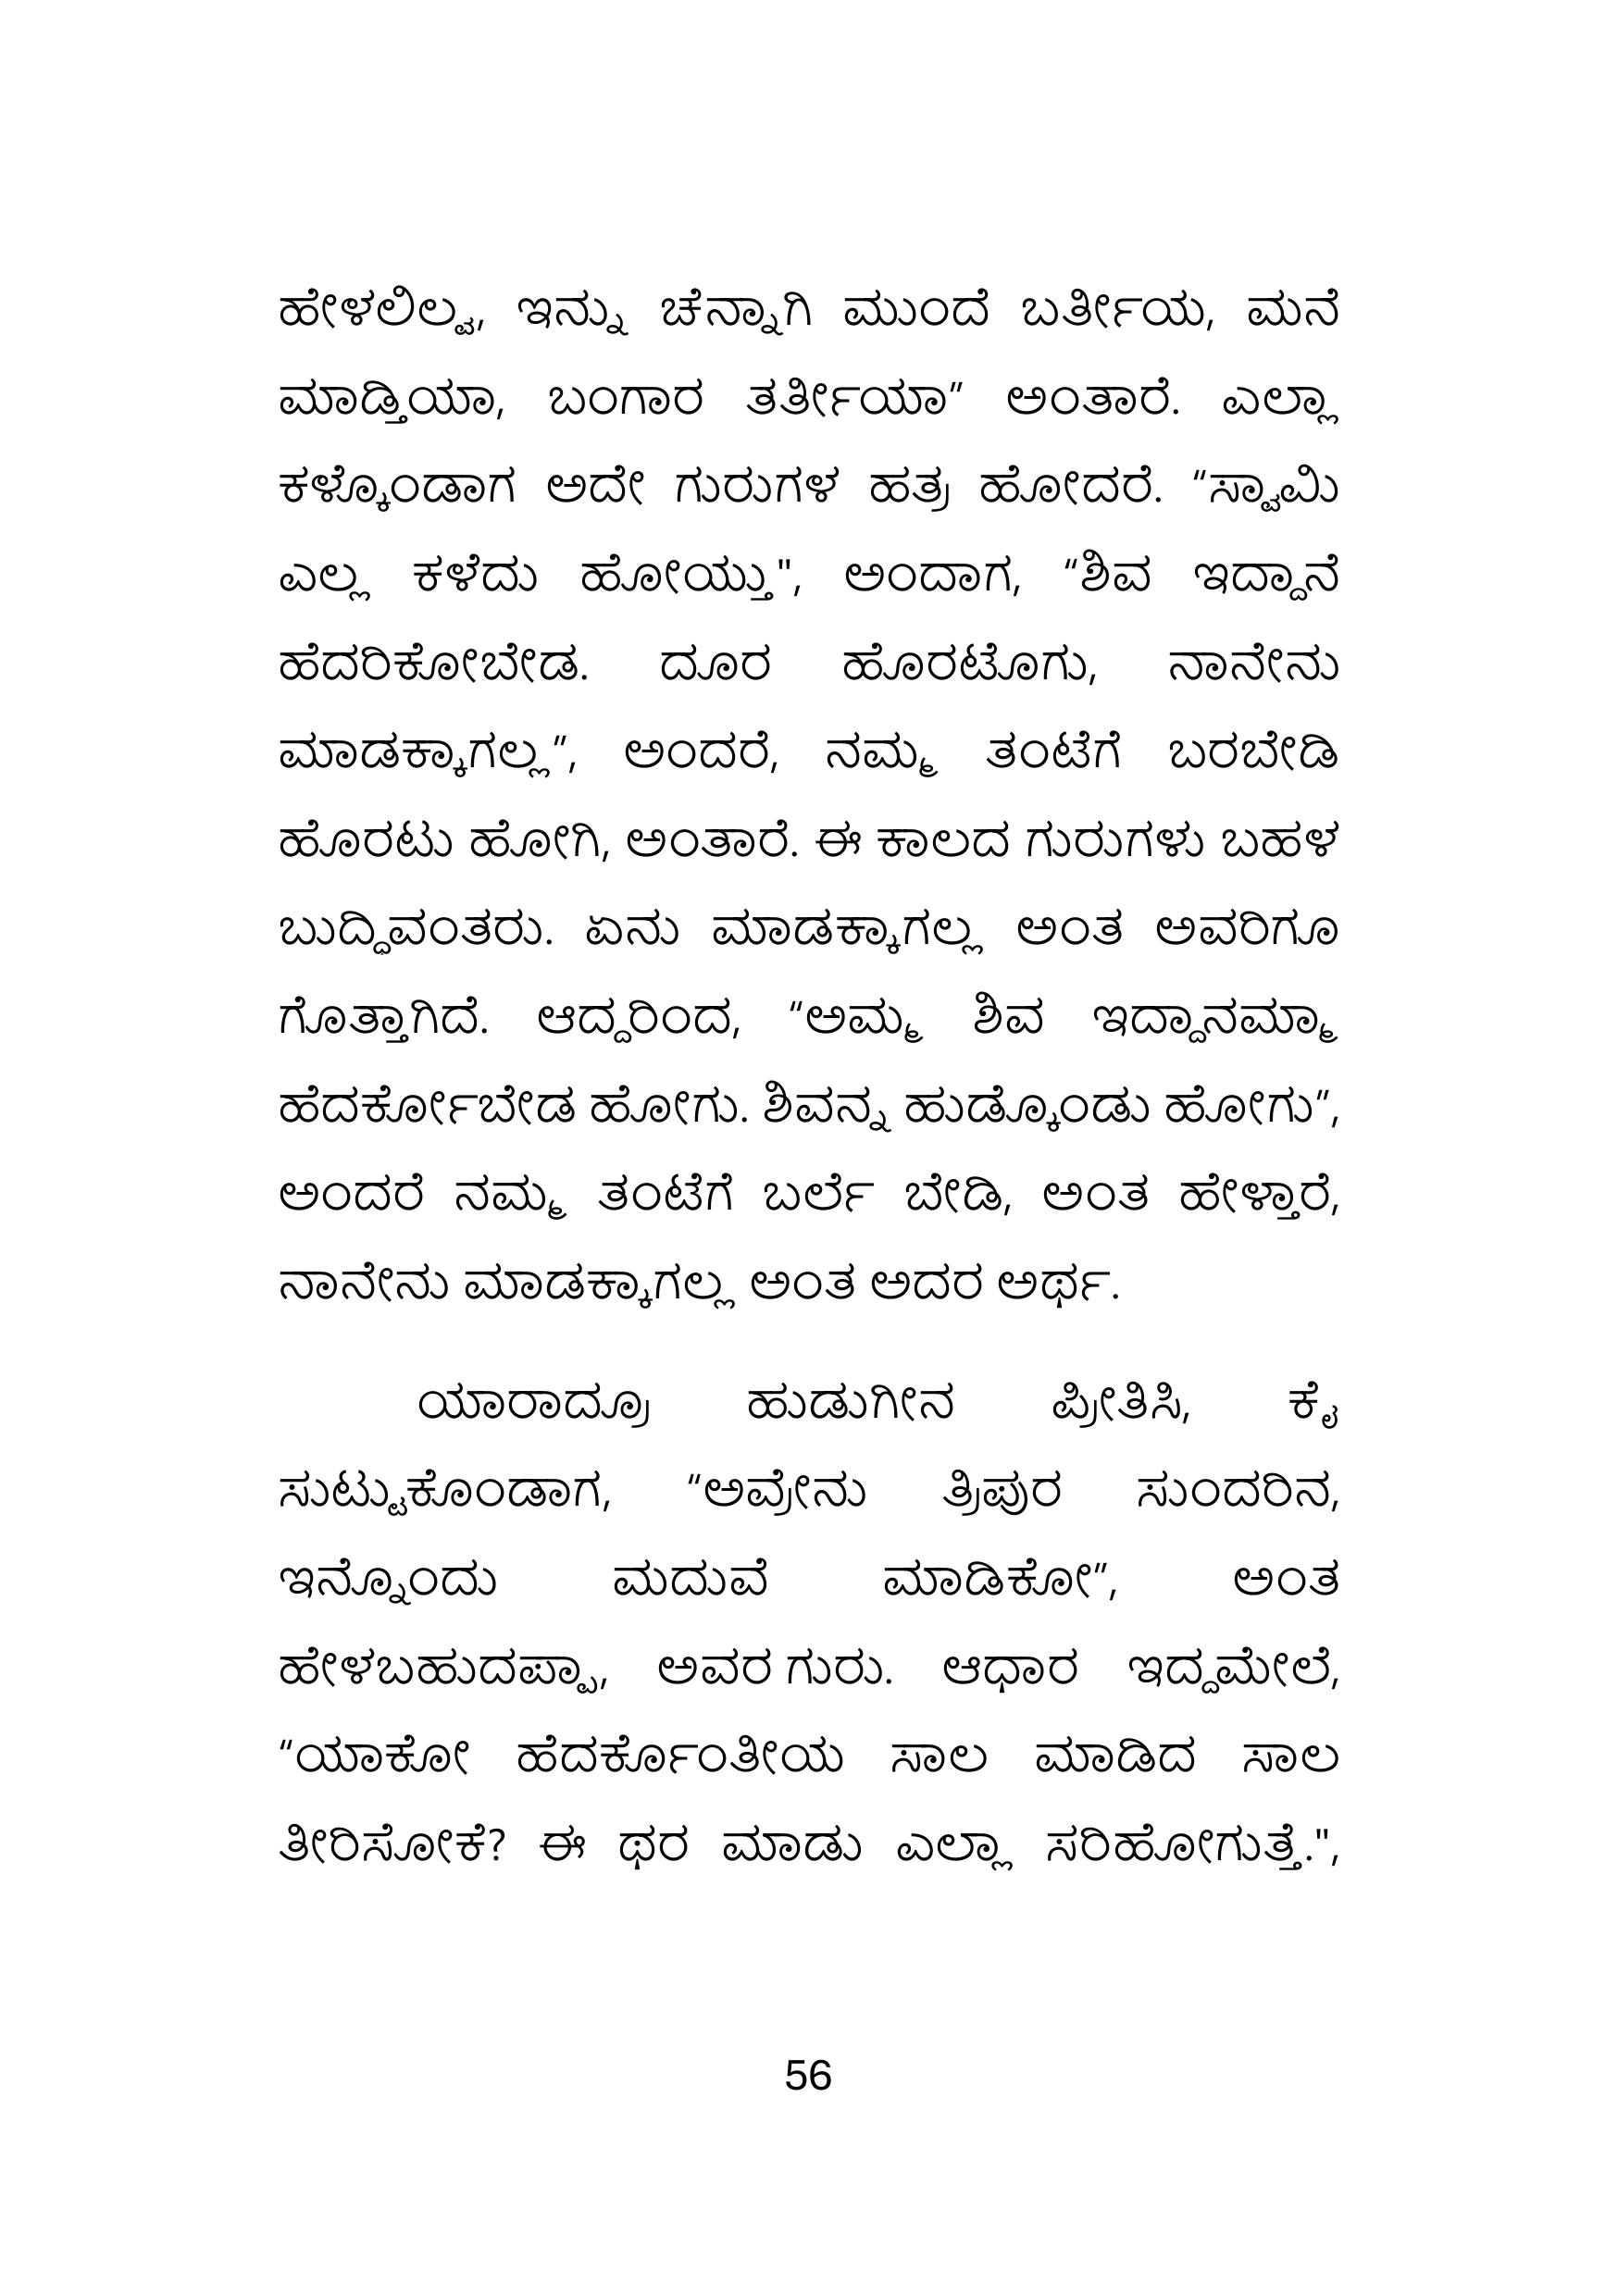 ಹೇಳಲಿಲ್ವ, ಇನ್ನು ಚೆನ್ನಾಗಿ ಮುಂದೆ ಬರ್ತೀಯ, ಮನೆ
ಮಾಡ್ತಿಯಾ, ಬಂಗಾರ ತರ್ತೀಯಾ” ಅಂತಾರೆ. ಎಲ್ಲಾ
ಕಳ್ಕೊಂಡಾಗ ಅದೇ ಗುರುಗಳ ಹತ್ರ ಹೋದರೆ. “ಸ್ವಾಮಿ
ಎಲ್ಲ ಕಳೆದು ಹೋಯ್ತು", ಅಂದಾಗ, “ಶಿವ ಇದ್ದಾನೆ
ಹೆದರಿಕೋಬೇಡ. ದೂರ ಹೊರಟೊಗು, ನಾನೇನು
ಮಾಡಕ್ಕಾಗಲ್ಲ”, ಅಂದರೆ, ನಮ್ಮ ತಂಟೆಗೆ ಬರಬೇಡಿ
ಹೊರಟು ಹೋಗಿ, ಅಂತಾರೆ. ಈ ಕಾಲದ ಗುರುಗಳು ಬಹಳ
ಬುದ್ಧಿವಂತರು. ಏನು ಮಾಡಕ್ಕಾಗಲ್ಲ ಅಂತ ಅವರಿಗೂ
ಗೊತ್ತಾಗಿದೆ. ಆದ್ದರಿಂದ, “ಅಮ್ಮ ಶಿವ ಇದ್ದಾನಮ್ಮಾ
ಹೆದರ್ಕೋಬೇಡ ಹೋಗು. ಶಿವನ್ನ ಹುಡ್ಕೊಂಡು ಹೋಗು”,
ಅಂದರೆ ನಮ್ಮ ತಂಟೆಗೆ ಬರ್ಲೆ ಬೇಡಿ, ಅಂತ ಹೇಳ್ತಾರೆ,
ನಾನೇನು ಮಾಡಕ್ಕಾಗಲ್ಲ ಅಂತ ಅದರ ಅರ್ಥ.
ಯಾರಾದ್ರೂ ಹುಡುಗೀನ ಪ್ರೀತಿಸಿ, ಕೈ
ಸುಟ್ಟುಕೊಂಡಾಗ, “ಅವ್ರೇನು ತ್ರಿಪುರ ಸುಂದರಿನ,
ಇನ್ನೊಂದು ಮದುವೆ ಮಾಡಿಕೋ”, ಅಂತ
ಹೇಳಬಹುದಪ್ಪಾ, ಅವರ ಗುರು. ಆಧಾರ ಇದ್ದಮೇಲೆ,
“ಯಾಕೋ ಹೆದರ್ಕೊಂತೀಯ ಸಾಲ ಮಾಡಿದ ಸಾಲ
ತೀರಿಸೋಕೆ? ಈ ಥರ ಮಾಡು ಎಲ್ಲಾ ಸರಿಹೋಗುತ್ತೆ.",
56